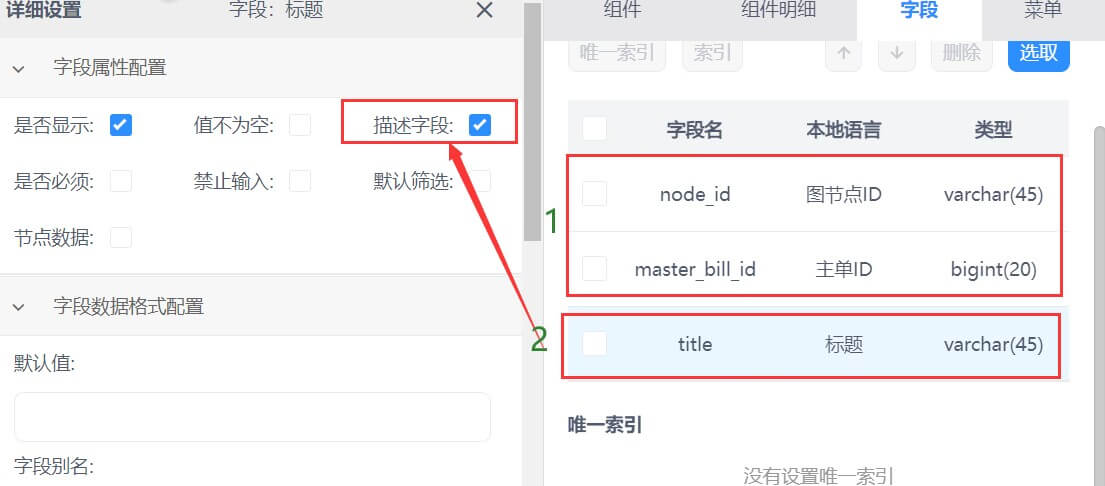 详细设置 字段：标题
字段属性配置
是否显示: 值不为空: 描述字段:
是否必须: 禁止输入: 默认筛选:
节点数据:
字段数据格式配置
默认值:
字段别名:
组件 组件明细 字段 菜单
唯一索引 索引 删除 选取
字段名 本地语言 类型
1
node_id 图节点ID varchar(45)
master_bill_id 主单ID bigint(20)
2
title 标题 varchar(45)
唯一索引
没有设置唯一索引